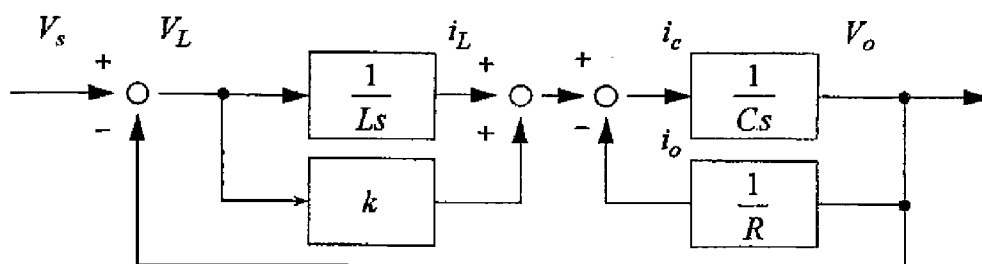 V_s
V_L
i_L
i_c
V_o
+
−
1
Ls
+
+
+
−
1
Cs
i_o
k
1
R